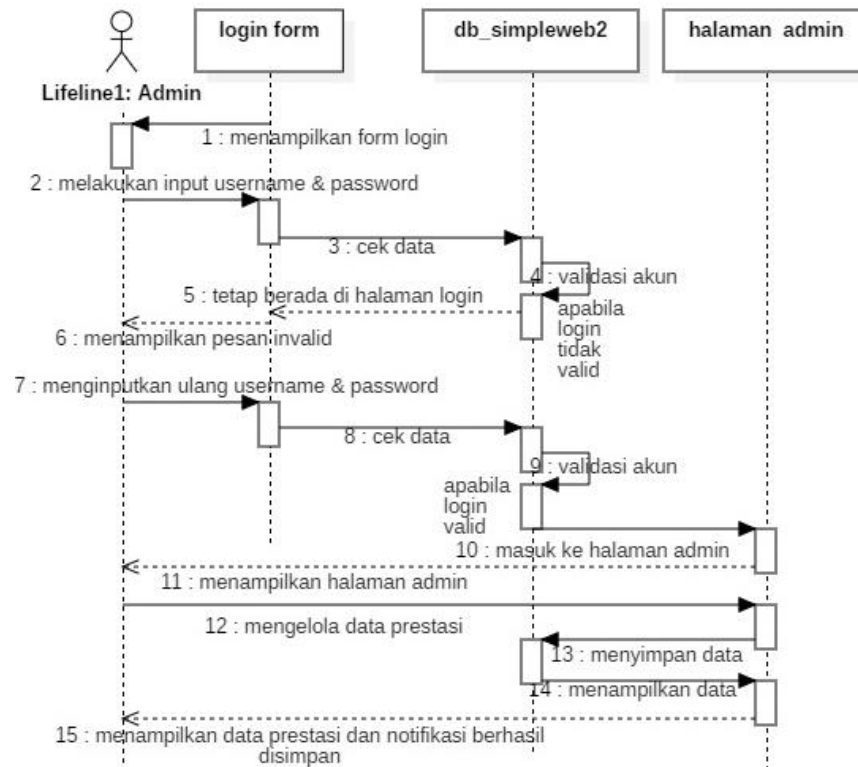 login form
db_simpleweb2
halaman admin
Lifeline1: Admin
1 : menampilkan form login
2 : melakukan input username & password
3 : cek data
4 : validasi akun
5 : tetap berada di halaman login
apabila
login
tidak
valid
6 : menampilkan pesan invalid
7 : menginputkan ulang username & password
8 : cek data
9 : validasi akun
apabila
login
valid
10 : masuk ke halaman admin
11 : menampilkan halaman admin
12 : mengelola data prestasi
13 : menyimpan data
14 : menampilkan data
15 : menampilkan data prestasi dan notifikasi berhasil
disimpan